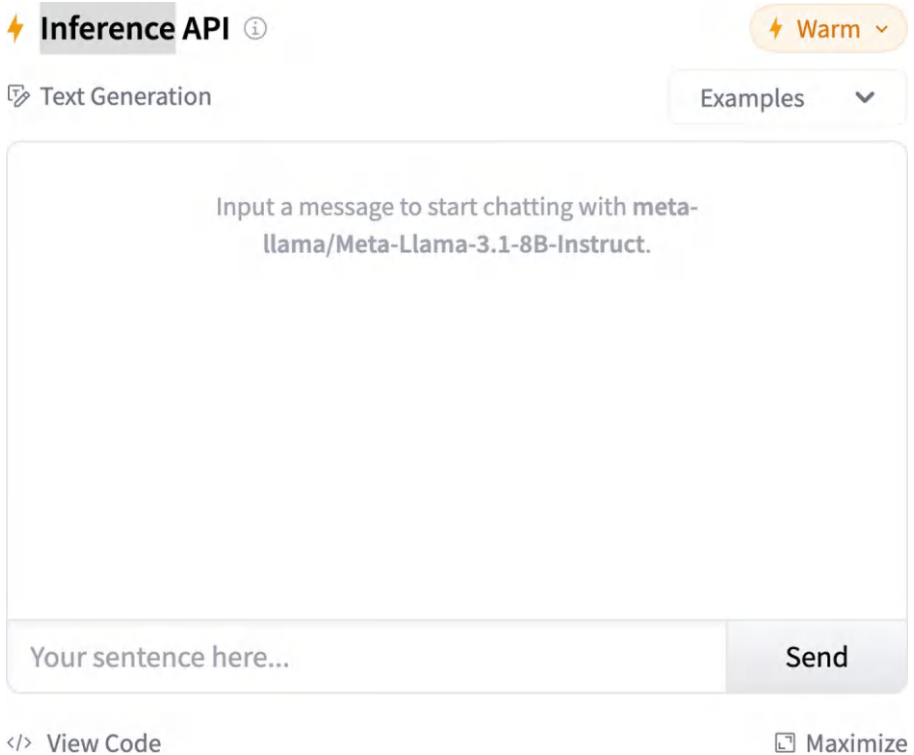 Inference API
Warm
Text Generation
Examples
Input a message to start chatting with meta-
llama/Meta-Llama-3.1-8B-Instruct.
Your sentence here...
Send
</> View Code
Maximize